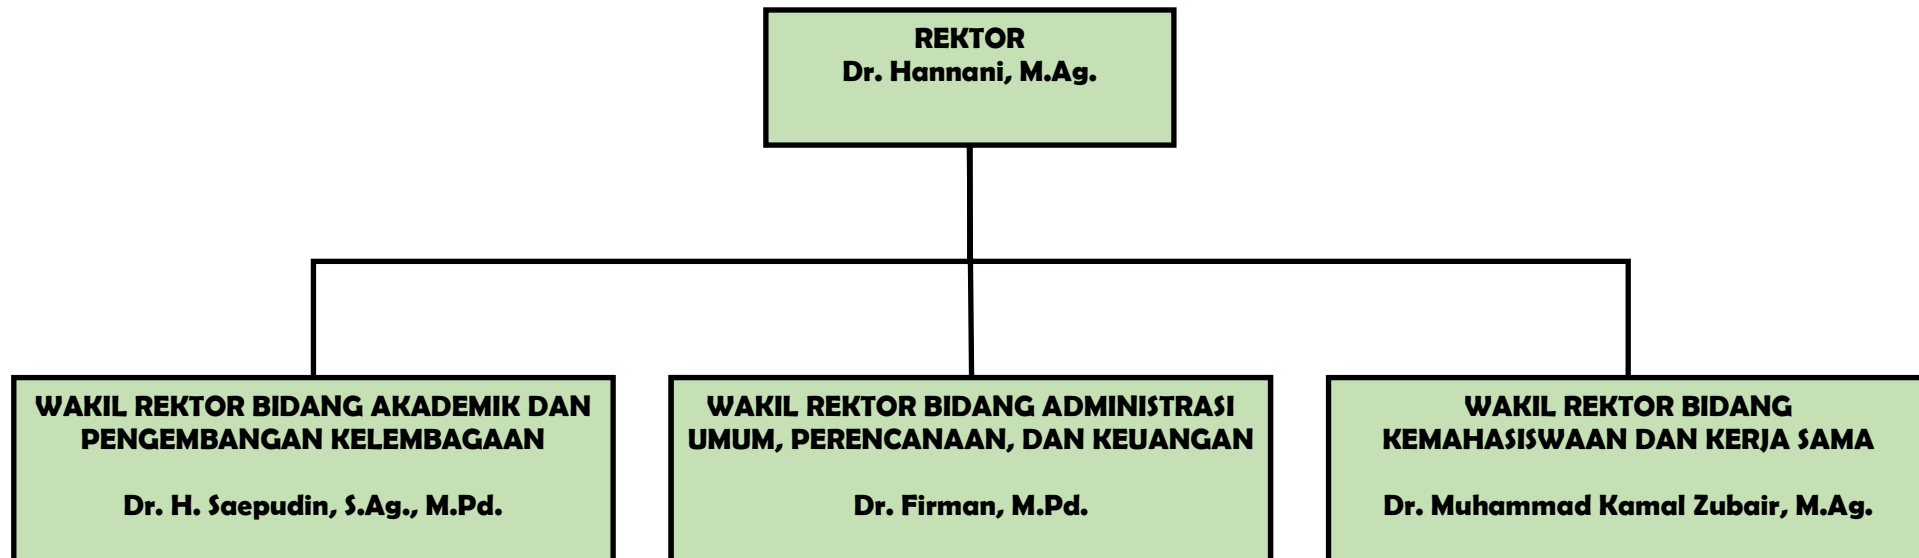 REKTOR
Dr. Hannani, M.Ag.
WAKIL REKTOR BIDANG AKADEMIK DAN
PENGEMBANGAN KELEMBAGAAN
Dr. H. Saepudin, S.Ag., M.Pd.
WAKIL REKTOR BIDANG ADMINISTRASI
UMUM, PERENCANAAN, DAN KEUANGAN
Dr. Firman, M.Pd.
WAKIL REKTOR BIDANG
KEMAHASISWAAN DAN KERJA SAMA
Dr. Muhammad Kamal Zubair, M.Ag.